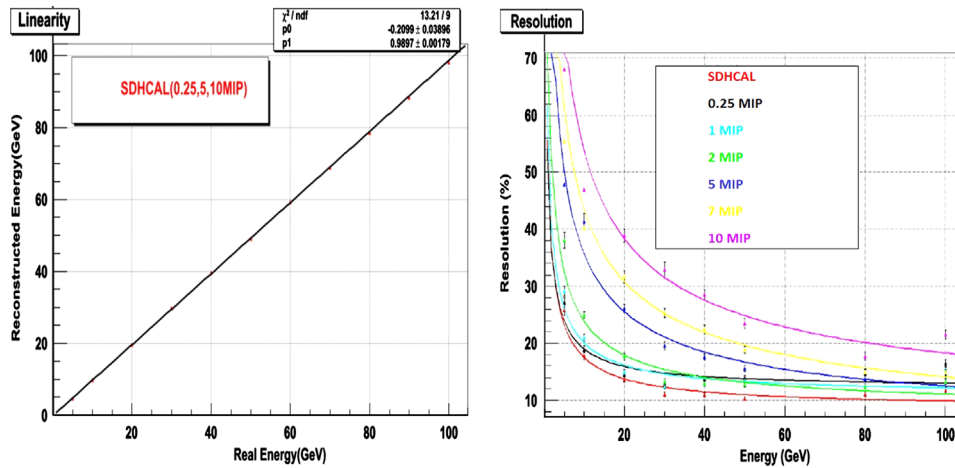 Linearity
χ² / ndf 13.21 / 9
p0 -0.2099 ± 0.03896
p1 0.9897 ± 0.00179
SDHCAL(0.25,5,10MIP)
Reconstructed Energy(GeV)
100
80
60
40
20
0
20 40 60 80 100
Real Energy(GeV)
Resolution
SDHCAL
0.25 MIP
1 MIP
2 MIP
5 MIP
7 MIP
10 MIP
Resolution (%)
70
60
50
40
30
20
10
20 40 60 80 100
Energy (GeV)